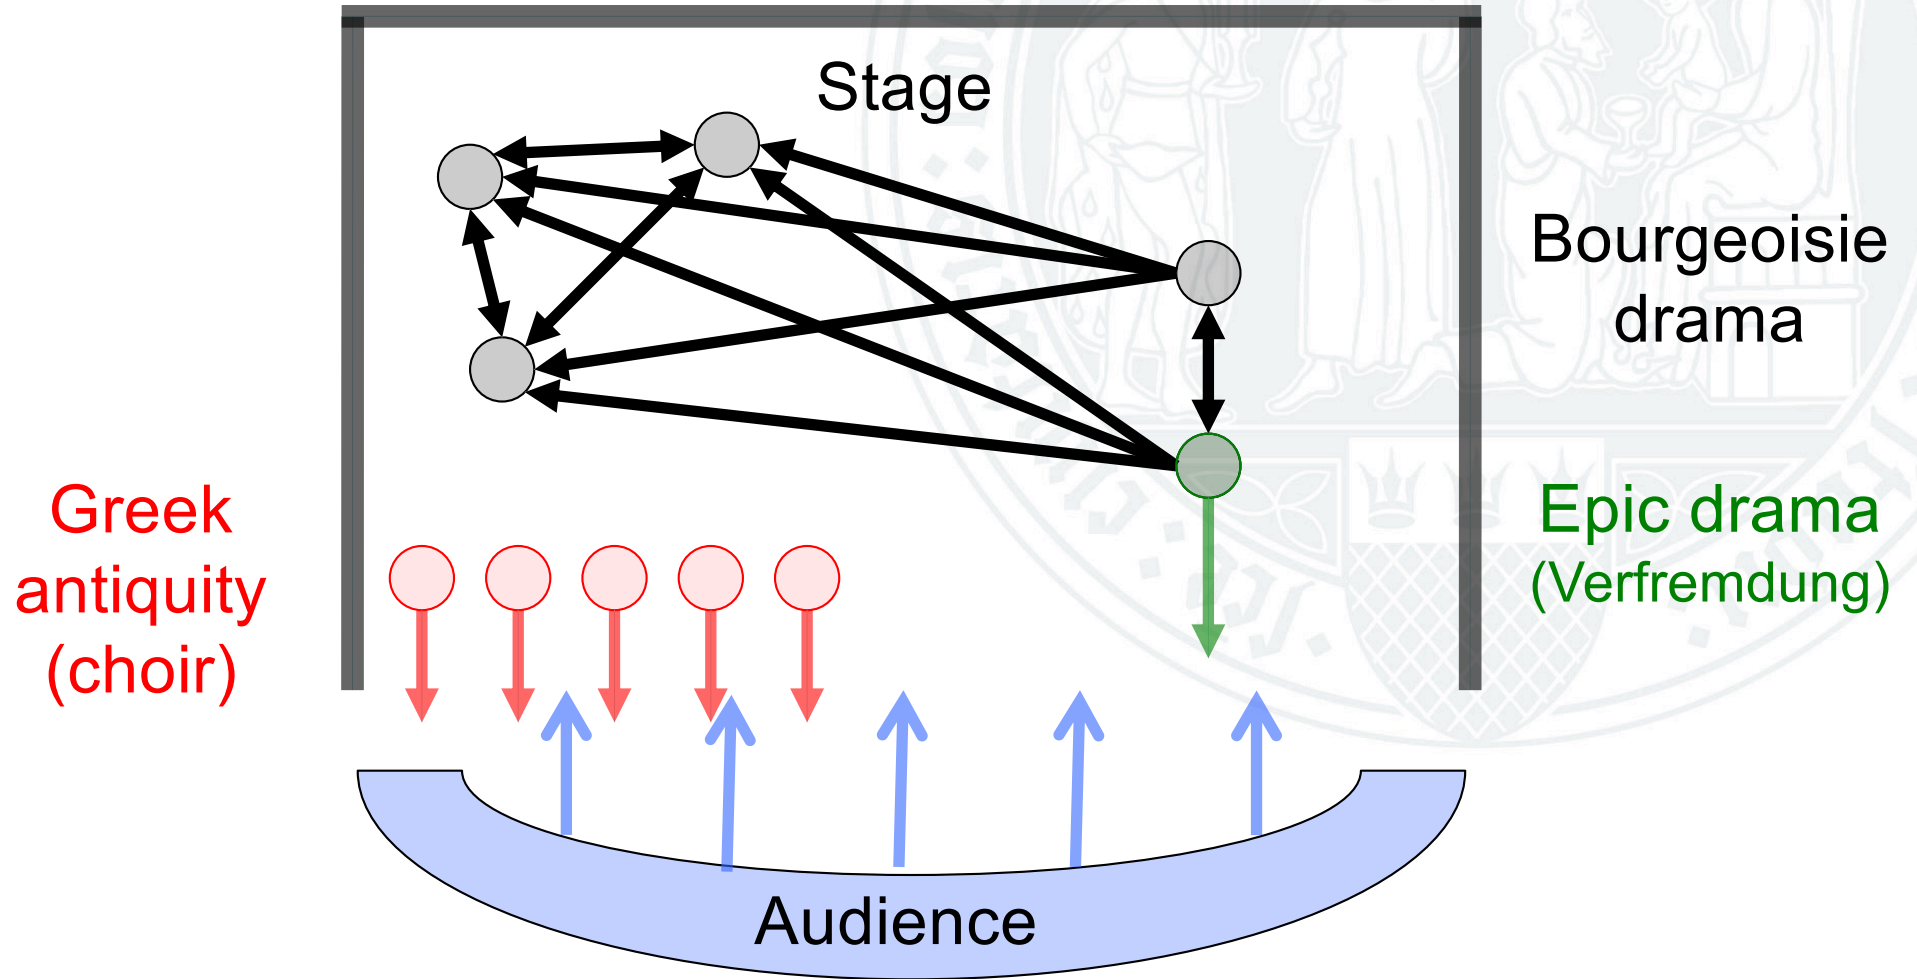 Stage
Bourgeoisie
drama
Greek
antiquity
(choir)
Epic drama
(Verfremdung)
Audience